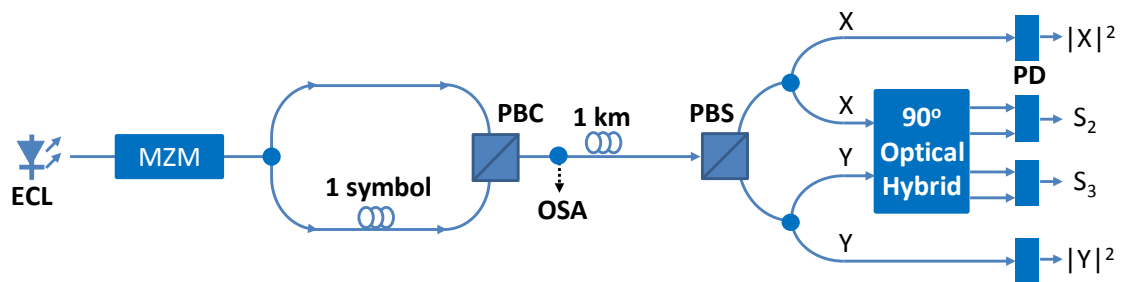 ECL
MZM
1 symbol
PBC
OSA
1 km
PBS
X
X
Y
Y
90º
Optical
Hybrid
PD
|X|²
S₂
S₃
|Y|²